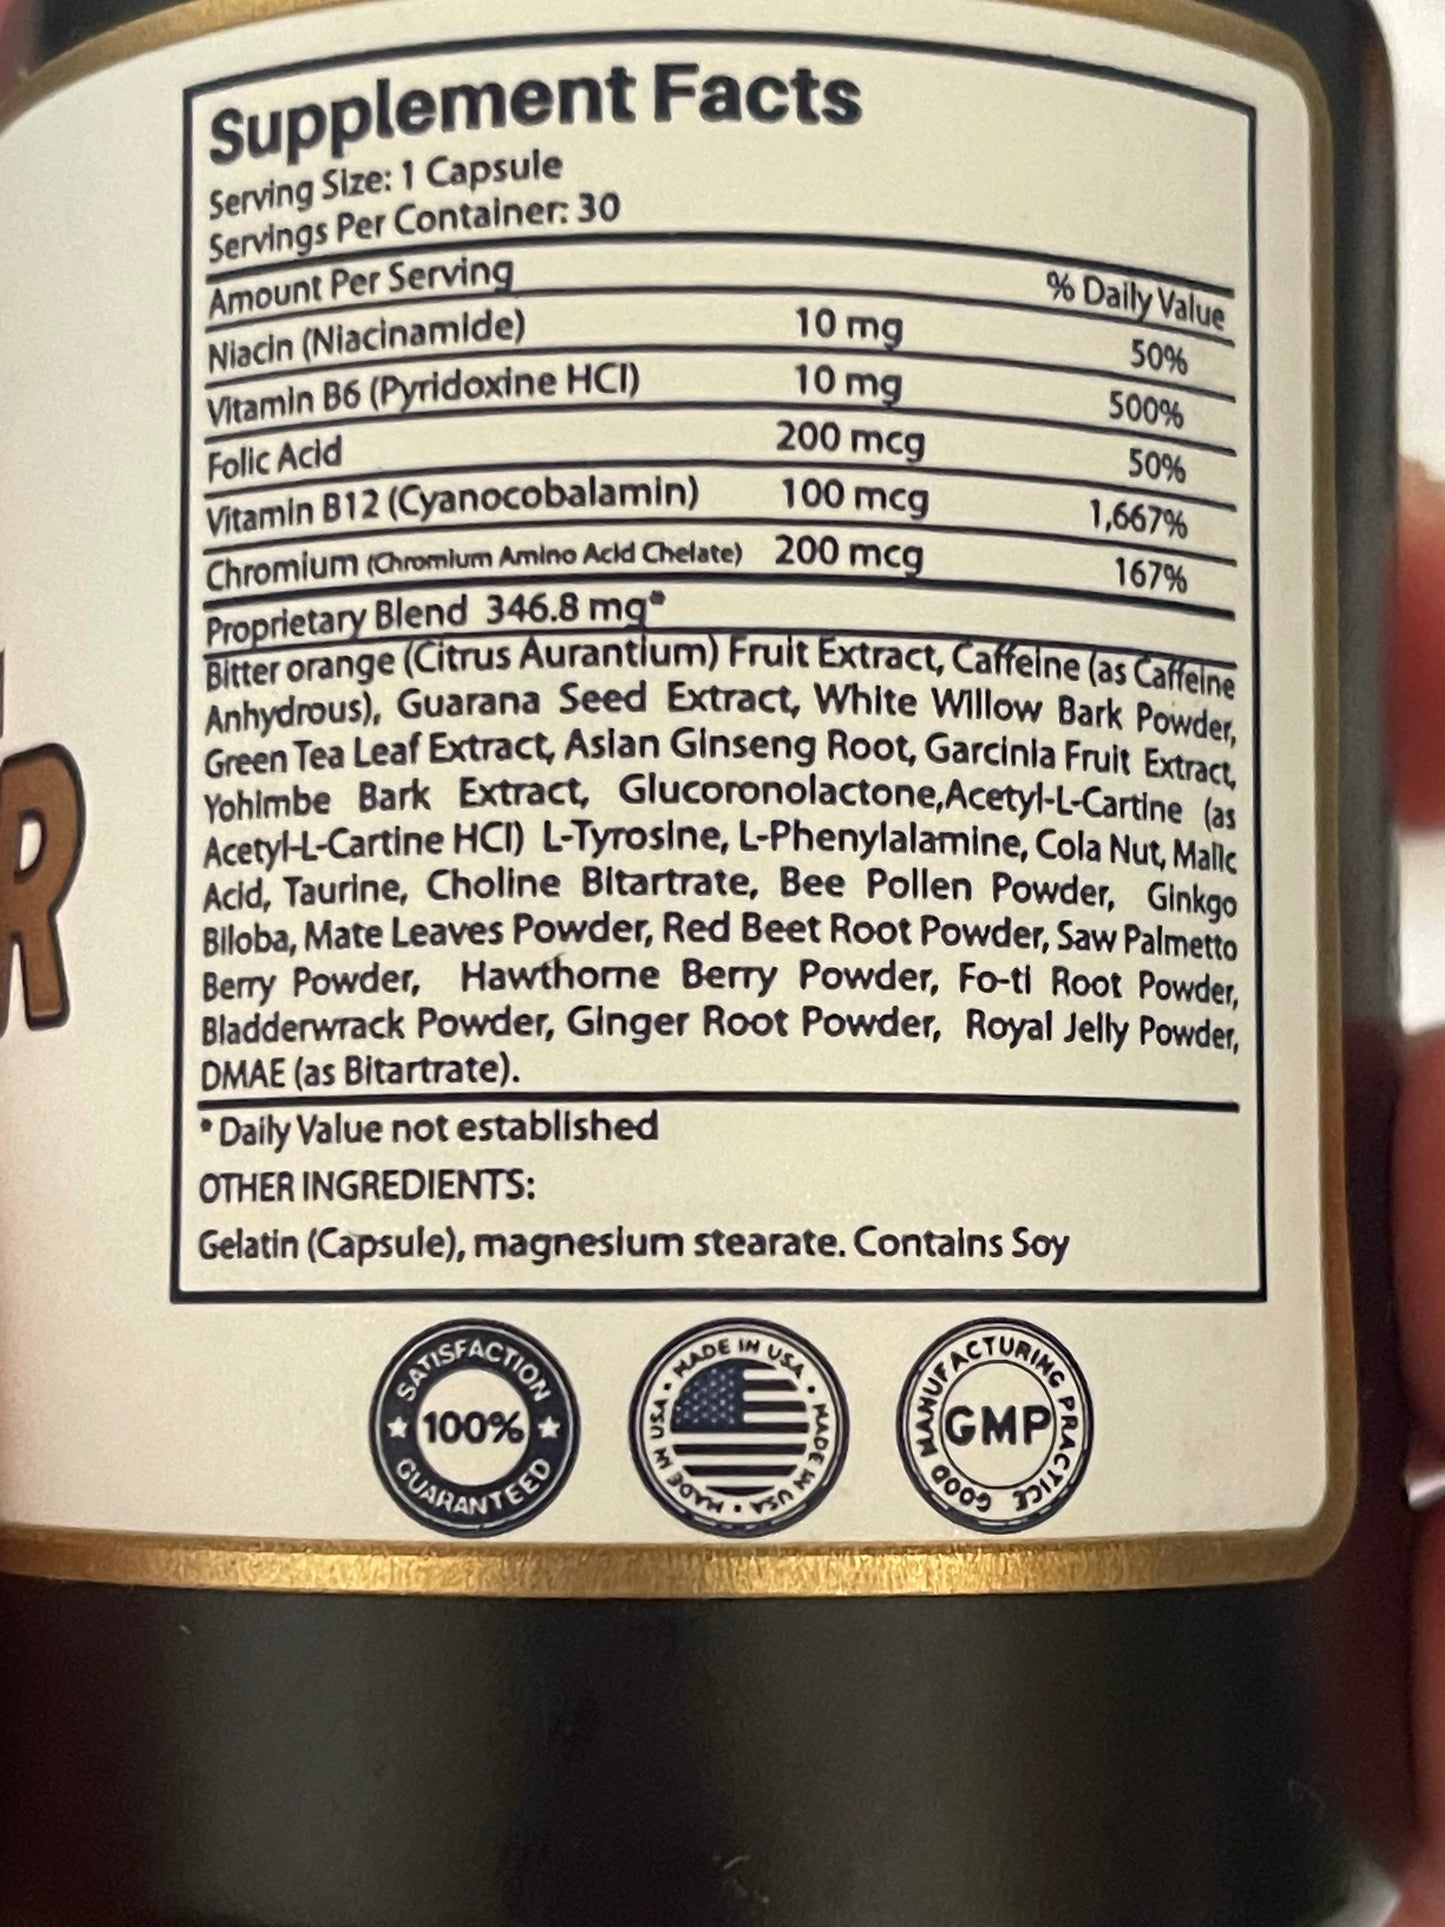 Supplement Facts
Serving Size: 1 Capsule
Servings Per Container: 30
Amount Per Serving % Daily Value
Niacin (Niacinamide) 10 mg 50%
Vitamin B6 (Pyridoxine HCl) 10 mg 500%
Folic Acid 200 mcg 50%
Vitamin B12 (Cyanocobalamin) 100 mcg 1,667%
Chromium (Chromium Amino Acid Chelate) 200 mcg 167%
Proprietary Blend 346.8 mg*
Bitter orange (Citrus Aurantium) Fruit Extract, Caffeine (as Caffeine
Anhydrous), Guarana Seed Extract, White Willow Bark Powder,
Green Tea Leaf Extract, Asian Ginseng Root, Garcinia Fruit Extract,
Yohimbe Bark Extract, Glucoronolactone,Acetyl-L-Cartine (as
Acetyl-L-Cartine HCl) L-Tyrosine, L-Phenylalamine, Cola Nut, Malic
Acid, Taurine, Choline Bitartrate, Bee Pollen Powder, Ginkgo
Biloba, Mate Leaves Powder, Red Beet Root Powder, Saw Palmetto
Berry Powder, Hawthorne Berry Powder, Fo-ti Root Powder,
Bladderwrack Powder, Ginger Root Powder, Royal Jelly Powder,
DMAE (as Bitartrate).
* Daily Value not established
OTHER INGREDIENTS:
Gelatin (Capsule), magnesium stearate. Contains Soy
R
SATISFACTION
100%
GUARANTEED
MADE IN USA • MADE IN USA • MADE IN USA •
GOOD MANUFACTURING PRACTICE
GMP